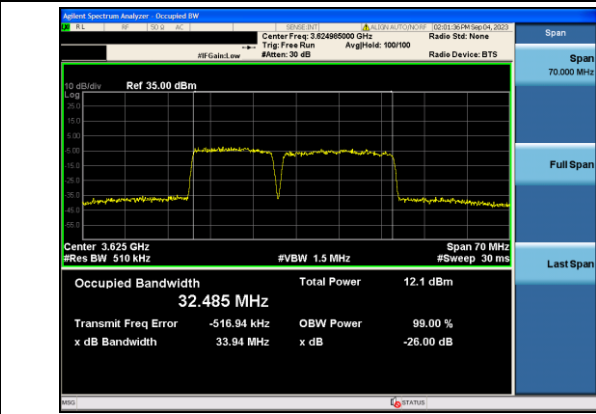 Agilent Spectrum Analyzer - Occupied BW
RL RF 50 Ω AC SENSE:INT ALIGN AUTO/NORF 02:01:36 PM Sep 04, 2023
Center Freq: 3.624985000 GHz Radio Std: None
Trig: Free Run Avg|Hold: 100/100
#IFGain:Low #Atten: 30 dB Radio Device: BTS
Span
Span
70.000 MHz
Full Span
Last Span
10 dB/div Ref 35.00 dBm
Log
25.0
15.0
5.00
-5.00
-15.0
-25.0
-35.0
-45.0
-55.0
Center 3.625 GHz Span 70 MHz
#Res BW 510 kHz #VBW 1.5 MHz #Sweep 30 ms
Occupied Bandwidth Total Power 12.1 dBm
32.485 MHz
Transmit Freq Error -516.94 kHz OBW Power 99.00 %
x dB Bandwidth 33.94 MHz x dB -26.00 dB
MSG STATUS